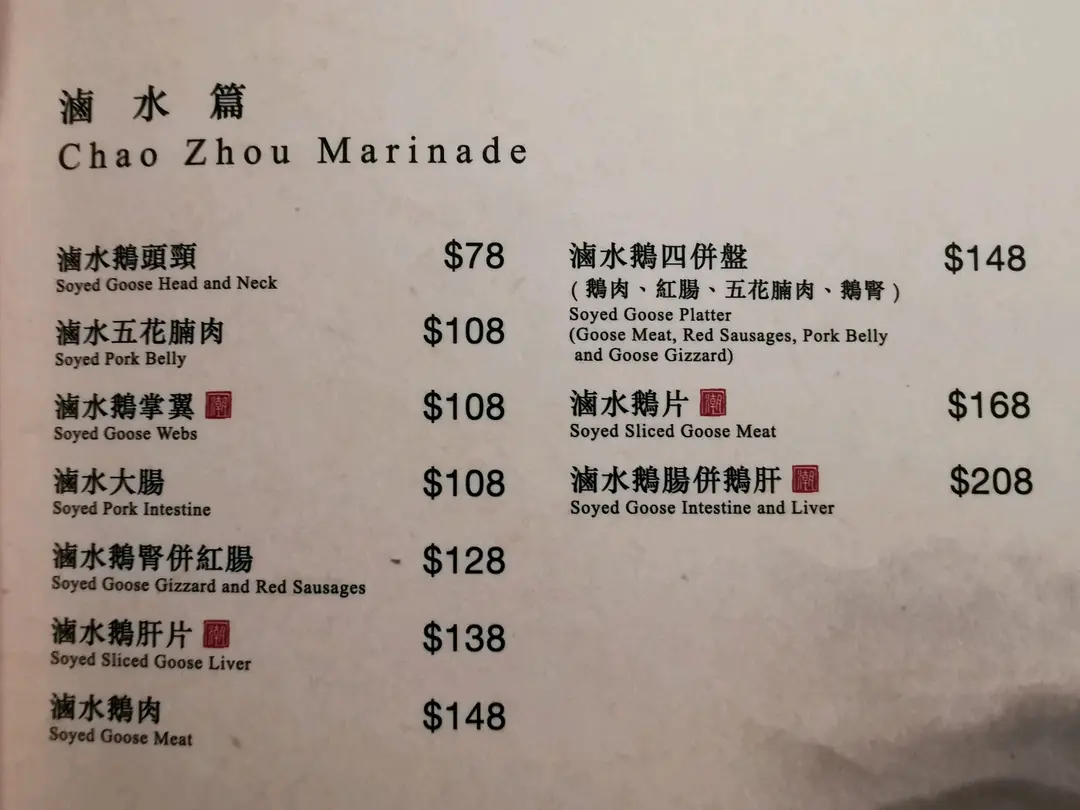 滷水篇
Chao Zhou Marinade
滷水鵝頭頸 $78
Soyed Goose Head and Neck
滷水五花腩肉 $108
Soyed Pork Belly
滷水鵝掌翼 潮 $108
Soyed Goose Webs
滷水大腸 $108
Soyed Pork Intestine
滷水鵝腎併紅腸 $128
Soyed Goose Gizzard and Red Sausages
滷水鵝肝片 潮 $138
Soyed Sliced Goose Liver
滷水鵝肉 $148
Soyed Goose Meat
滷水鵝四併盤 $148
(鵝肉、紅腸、五花腩肉、鵝腎)
Soyed Goose Platter
(Goose Meat, Red Sausages, Pork Belly
and Goose Gizzard)
滷水鵝片 潮 $168
Soyed Sliced Goose Meat
滷水鵝腸併鵝肝 潮 $208
Soyed Goose Intestine and Liver